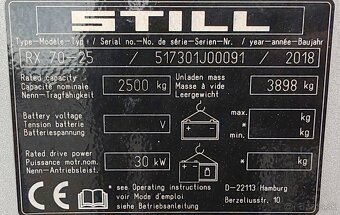 STILL
Type-Modèle-Typ / Serial no.-No. de série-Serien-Nr. / year-année-Baujahr
RX 70-25 / 517301J00091 / 2018
Rated capacity
Capacité nominale
Nenn-Tragfähigkeit
2500 kg
Unladen mass
Masse à vide
Leergewicht
3898 kg
Battery voltage
Tension batterie
Batteriespannung
V
max.
*
kg
*
min.
kg
Rated drive power
Puissance motr.nom.
Nenn-Antriebsleist.
30 kW
kg
CE
* see Operating instructions
voir Mode d'emploi
siehe Betriebsanleitung
D-22113 Hamburg
Berzeliusstr. 10